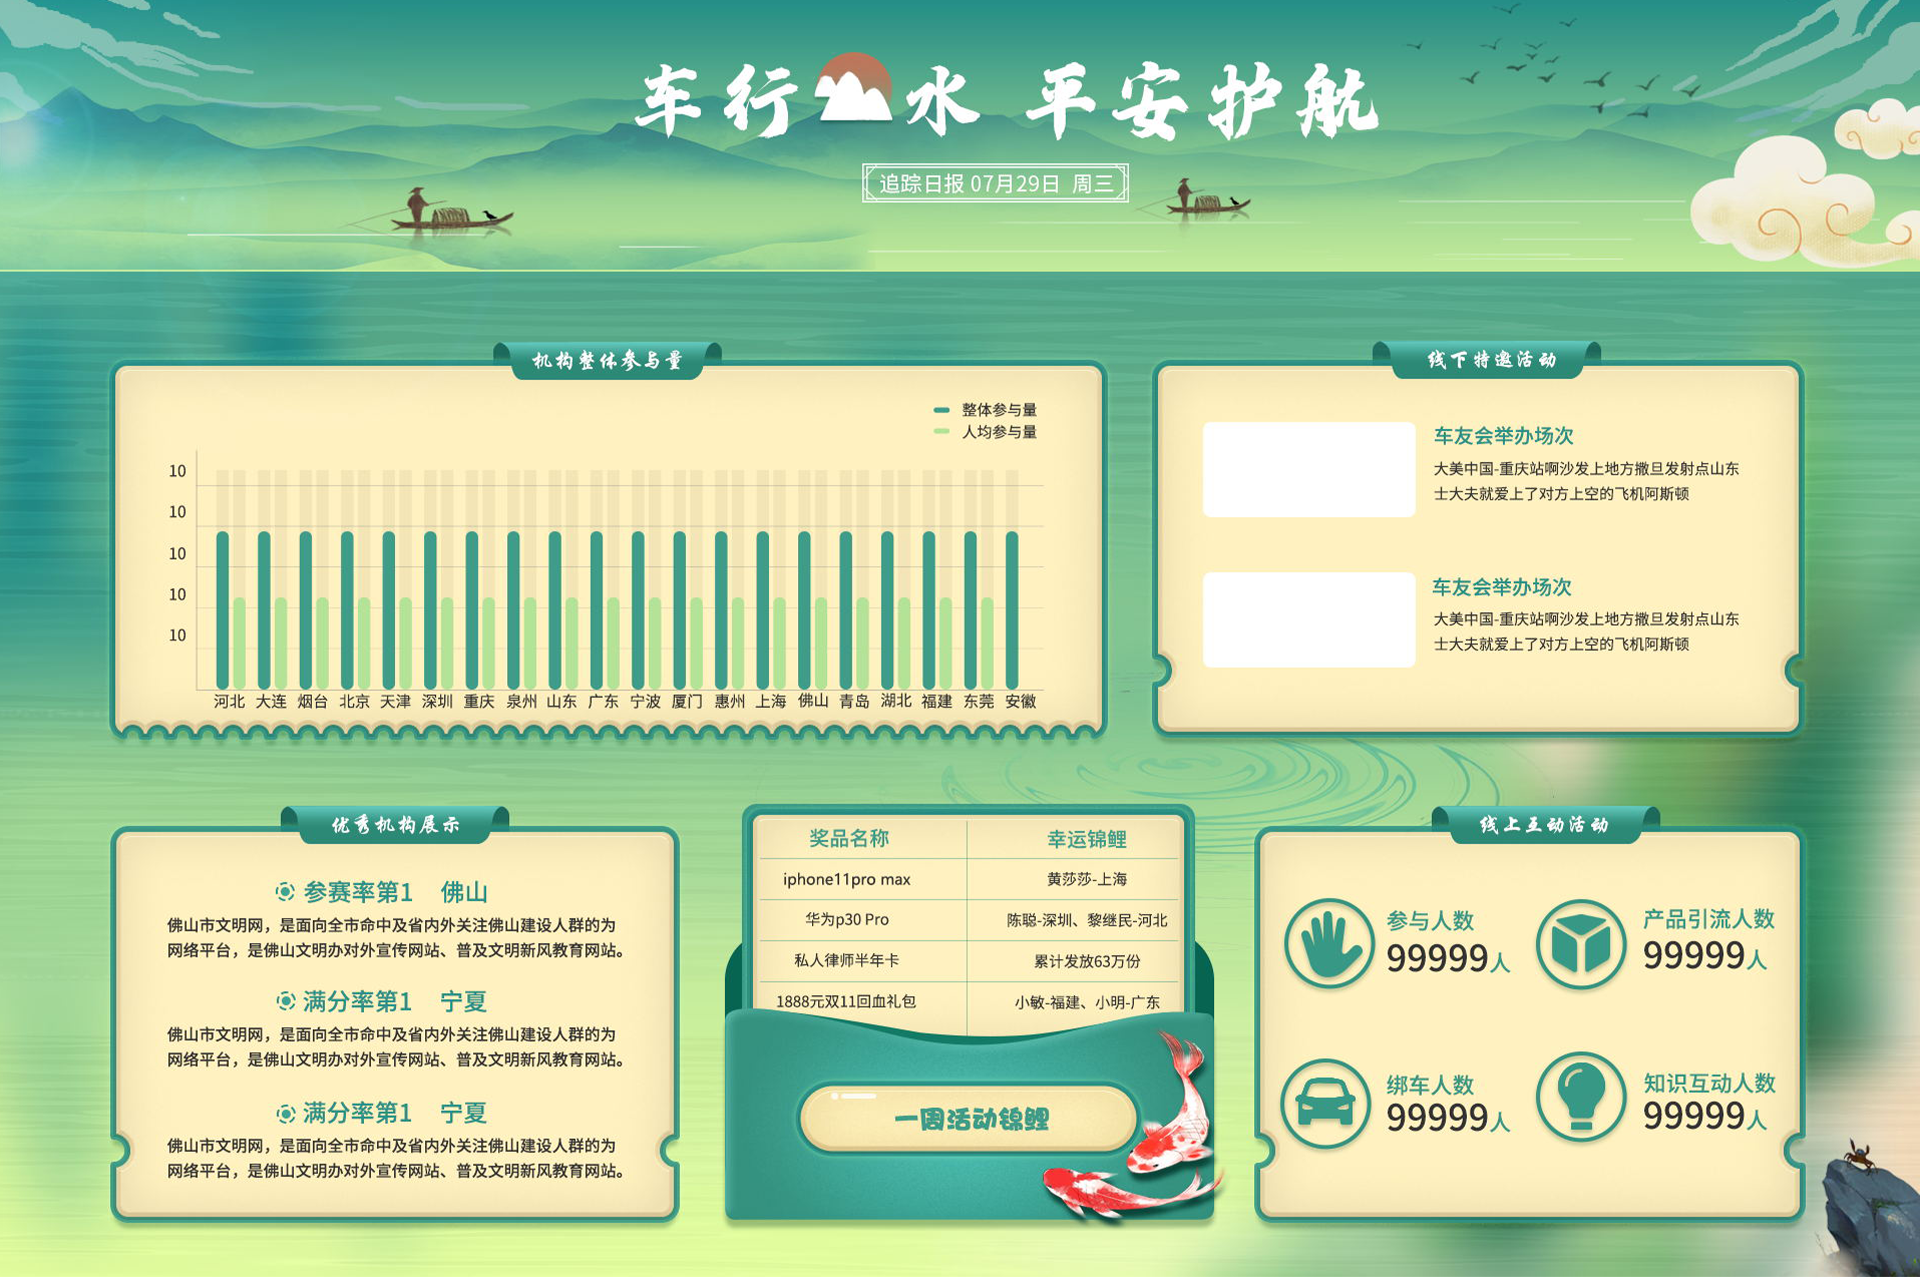 车行 水 平安护航
追踪日报 07月29日 周三
机构整体参与量
整体参与量
人均参与量
10
10
10
10
10
河北 大连 烟台 北京 天津 深圳 重庆 泉州 山东 广东 宁波 厦门 惠州 上海 佛山 青岛 湖北 福建 东莞 安徽
线下特邀活动
车友会举办场次
大美中国-重庆站啊沙发上地方撒旦发射点山东
士大夫就爱上了对方上空的飞机阿斯顿
车友会举办场次
大美中国-重庆站啊沙发上地方撒旦发射点山东
士大夫就爱上了对方上空的飞机阿斯顿
优秀机构展示
参赛率第1 佛山
佛山市文明网，是面向全市命中及省内外关注佛山建设人群的为
网络平台，是佛山文明办对外宣传网站、普及文明新风教育网站。
满分率第1 宁夏
佛山市文明网，是面向全市命中及省内外关注佛山建设人群的为
网络平台，是佛山文明办对外宣传网站、普及文明新风教育网站。
满分率第1 宁夏
佛山市文明网，是面向全市命中及省内外关注佛山建设人群的为
网络平台，是佛山文明办对外宣传网站、普及文明新风教育网站。
奖品名称 幸运锦鲤
iphone11pro max 黄莎莎-上海
华为p30 Pro 陈聪-深圳、黎继民-河北
私人律师半年卡 累计发放63万份
1888元双11回血礼包 小敏-福建、小明-广东
一周活动锦鲤
线上互动活动
参与人数
99999人
产品引流人数
99999人
绑车人数
99999人
知识互动人数
99999人